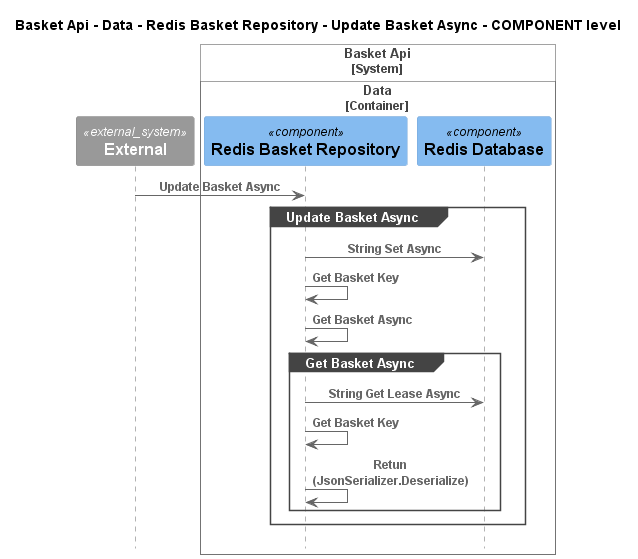 Basket Api - Data - Redis Basket Repository - Update Basket Async - COMPONENT level
Basket Api
[System]
Data
[Container]
«external_system»
External
«component»
Redis Basket Repository
«component»
Redis Database
Update Basket Async
Update Basket Async
String Set Async
Get Basket Key
Get Basket Async
Get Basket Async
String Get Lease Async
Get Basket Key
Retun
(JsonSerializer.Deserialize)